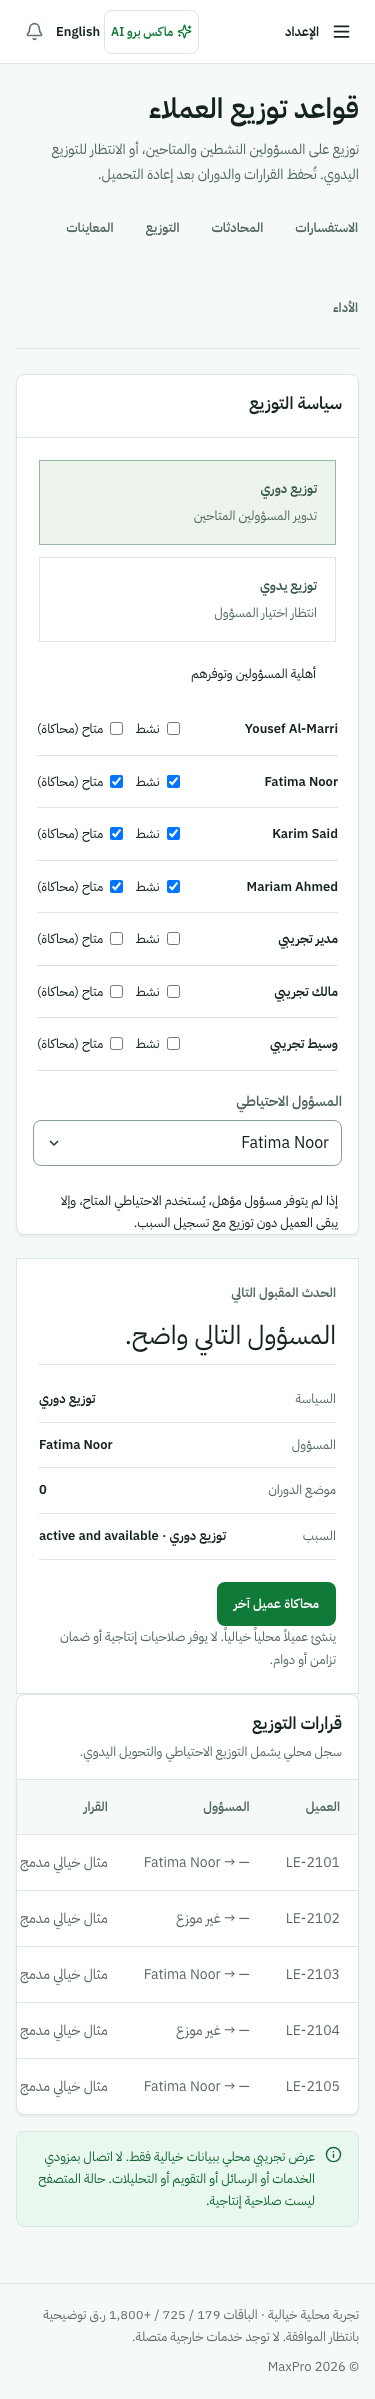 الإعداد
ماكس برو AI
English
قواعد توزيع العملاء
توزيع على المسؤولين النشطين والمتاحين، أو الانتظار للتوزيع
اليدوي. تُحفظ القرارات والدوران بعد إعادة التحميل.
الاستفسارات المحادثات التوزيع المعاينات
الأداء
سياسة التوزيع
توزيع دوري
تدوير المسؤولين المتاحين
توزيع يدوي
انتظار اختيار المسؤول
أهلية المسؤولين وتوفرهم
Yousef Al-Marri نشط متاح (محاكاة)
Fatima Noor نشط متاح (محاكاة)
Karim Said نشط متاح (محاكاة)
Mariam Ahmed نشط متاح (محاكاة)
مدير تجريبي نشط متاح (محاكاة)
مالك تجريبي نشط متاح (محاكاة)
وسيط تجريبي نشط متاح (محاكاة)
المسؤول الاحتياطي
Fatima Noor
إذا لم يتوفر مسؤول مؤهل، يُستخدم الاحتياطي المتاح، وإلا
يبقى العميل دون توزيع مع تسجيل السبب.
الحدث المقبول التالي
المسؤول التالي واضح.
السياسة توزيع دوري
المسؤول Fatima Noor
موضع الدوران 0
السبب توزيع دوري · active and available
محاكاة عميل آخر
ينشئ عميلاً محلياً خيالياً. لا يوفر صلاحيات إنتاجية أو ضمان
تزامن أو دوام.
قرارات التوزيع
سجل محلي يشمل التوزيع الاحتياطي والتحويل اليدوي.
العميل المسؤول القرار
LE-2101 — → Fatima Noor مثال خيالي مدمج
LE-2102 — → غير موزع مثال خيالي مدمج
LE-2103 — → Fatima Noor مثال خيالي مدمج
LE-2104 — → غير موزع مثال خيالي مدمج
LE-2105 — → Fatima Noor مثال خيالي مدمج
عرض تجريبي محلي ببيانات خيالية فقط. لا اتصال بمزودي
الخدمات أو الرسائل أو التقويم أو التحليلات. حالة المتصفح
ليست صلاحية إنتاجية.
تجربة محلية خيالية · الباقات 179 / 725 / +1,800 ر.ق توضيحية
بانتظار الموافقة. لا توجد خدمات خارجية متصلة.
© 2026 MaxPro